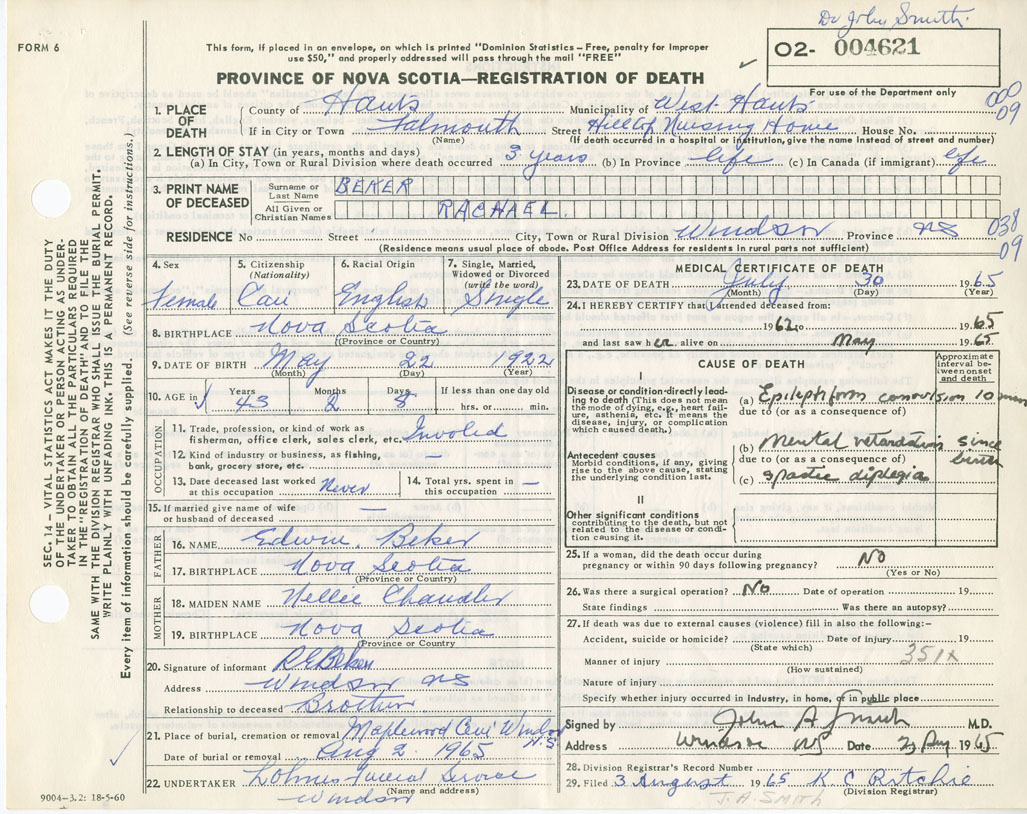 Dr John Smith.
FORM 6
This form, if placed in an envelope, on which is printed "Dominion Statistics—Free, penalty for improper
use $50," and properly addressed will pass through the mail "FREE"
02- 004621
PROVINCE OF NOVA SCOTIA—REGISTRATION OF DEATH
For use of the Department only
000
09
1. PLACE OF DEATH
County of Hants Municipality of West Hants
If in City or Town Falmouth Street Hilltop Nursing Home House No.
(Name) (If death occurred in a hospital or institution, give the name instead of street and number)
2. LENGTH OF STAY (in years, months and days)
(a) In City, Town or Rural Division where death occurred 3 years (b) In Province life (c) In Canada (if immigrant) life
3. PRINT NAME OF DECEASED
Surname or Last Name BEKER
All Given or Christian Names RACHAEL.
RESIDENCE No. Street City, Town or Rural Division Windsor Province NS
038
09
(Residence means usual place of abode. Post Office Address for residents in rural parts not sufficient)
4. Sex Female
5. Citizenship (Nationality) Can
6. Racial Origin English
7. Single, Married, Widowed or Divorced (write the word) Single
8. BIRTHPLACE Nova Scotia
(Province or Country)
9. DATE OF BIRTH May 22 1922
(Month) (Day) (Year)
10. AGE in Years 43 Months 2 Days 8 If less than one day old hrs. or min.
OCCUPATION
11. Trade, profession, or kind of work as
fisherman, office clerk, sales clerk, etc. Invalid
12. Kind of industry or business, as fishing,
bank, grocery store, etc. —
13. Date deceased last worked
at this occupation Never
14. Total yrs. spent in
this occupation —
15. If married give name of wife
or husband of deceased —
FATHER
16. NAME Edwin. Beker
17. BIRTHPLACE Nova Scotia
(Province or Country)
MOTHER
18. MAIDEN NAME Nellie Chandler
19. BIRTHPLACE Nova Scotia
(Province or Country)
20. Signature of informant R E Beker
Address Windsor NS
Relationship to deceased Brother
21. Place of burial, cremation or removal Maplewood Cem Windsor N.S.
Date of burial or removal Aug 2 1965
22. UNDERTAKER Lohnes Funeral Service
Windsor (Name and address)
MEDICAL CERTIFICATE OF DEATH
23. DATE OF DEATH July 30 1965
(Month) (Day) (Year)
24. I HEREBY CERTIFY that I attended deceased from:
1962 to 1965
and last saw her alive on May 1965
CAUSE OF DEATH
Approximate interval between onset and death
I
Disease or condition directly leading to death (This does not mean the mode of dying, e.g., heart failure, asthenia, etc. It means the disease, injury, or complication which caused death.)
(a) Epileptiform convulsion 10 min
due to (or as a consequence of)
Antecedent causes
Morbid conditions, if any, giving rise to the above cause, stating the underlying condition last.
(b) Mental retardation since birth
due to (or as a consequence of)
(c) spastic diplegia
II
Other significant conditions
contributing to the death, but not related to the disease or condition causing it.
25. If a woman, did the death occur during
pregnancy or within 90 days following pregnancy? No
(Yes or No)
26. Was there a surgical operation? No Date of operation 19
State findings Was there an autopsy?
27. If death was due to external causes (violence) fill in also the following:-
Accident, suicide or homicide? Date of injury 19
(State which)
351x
Manner of injury
(How sustained)
Nature of injury
Specify whether injury occurred in industry, in home, or in public place
Signed by John A Smith M.D.
Address Windsor NS Date 2 Aug 1965
28. Division Registrar's Record Number
29. Filed 3 August 1965 K. C Ritchie
(Division Registrar)
J. A. SMITH
SEC. 14 – VITAL STATISTICS ACT MAKES IT THE DUTY
OF THE UNDERTAKER OR PERSON ACTING AS UNDER-
TAKER TO OBTAIN ALL THE PARTICULARS REQUIRED
IN THE "REGISTRATION OF DEATH" AND TO FILE THE
SAME WITH THE DIVISION REGISTRAR WHO SHALL ISSUE THE BURIAL PERMIT.
WRITE PLAINLY WITH UNFADING INK. THIS IS A PERMANENT RECORD.
Every item of information should be carefully supplied. (See reverse side for instructions.)
9004–3.2: 18-5-60